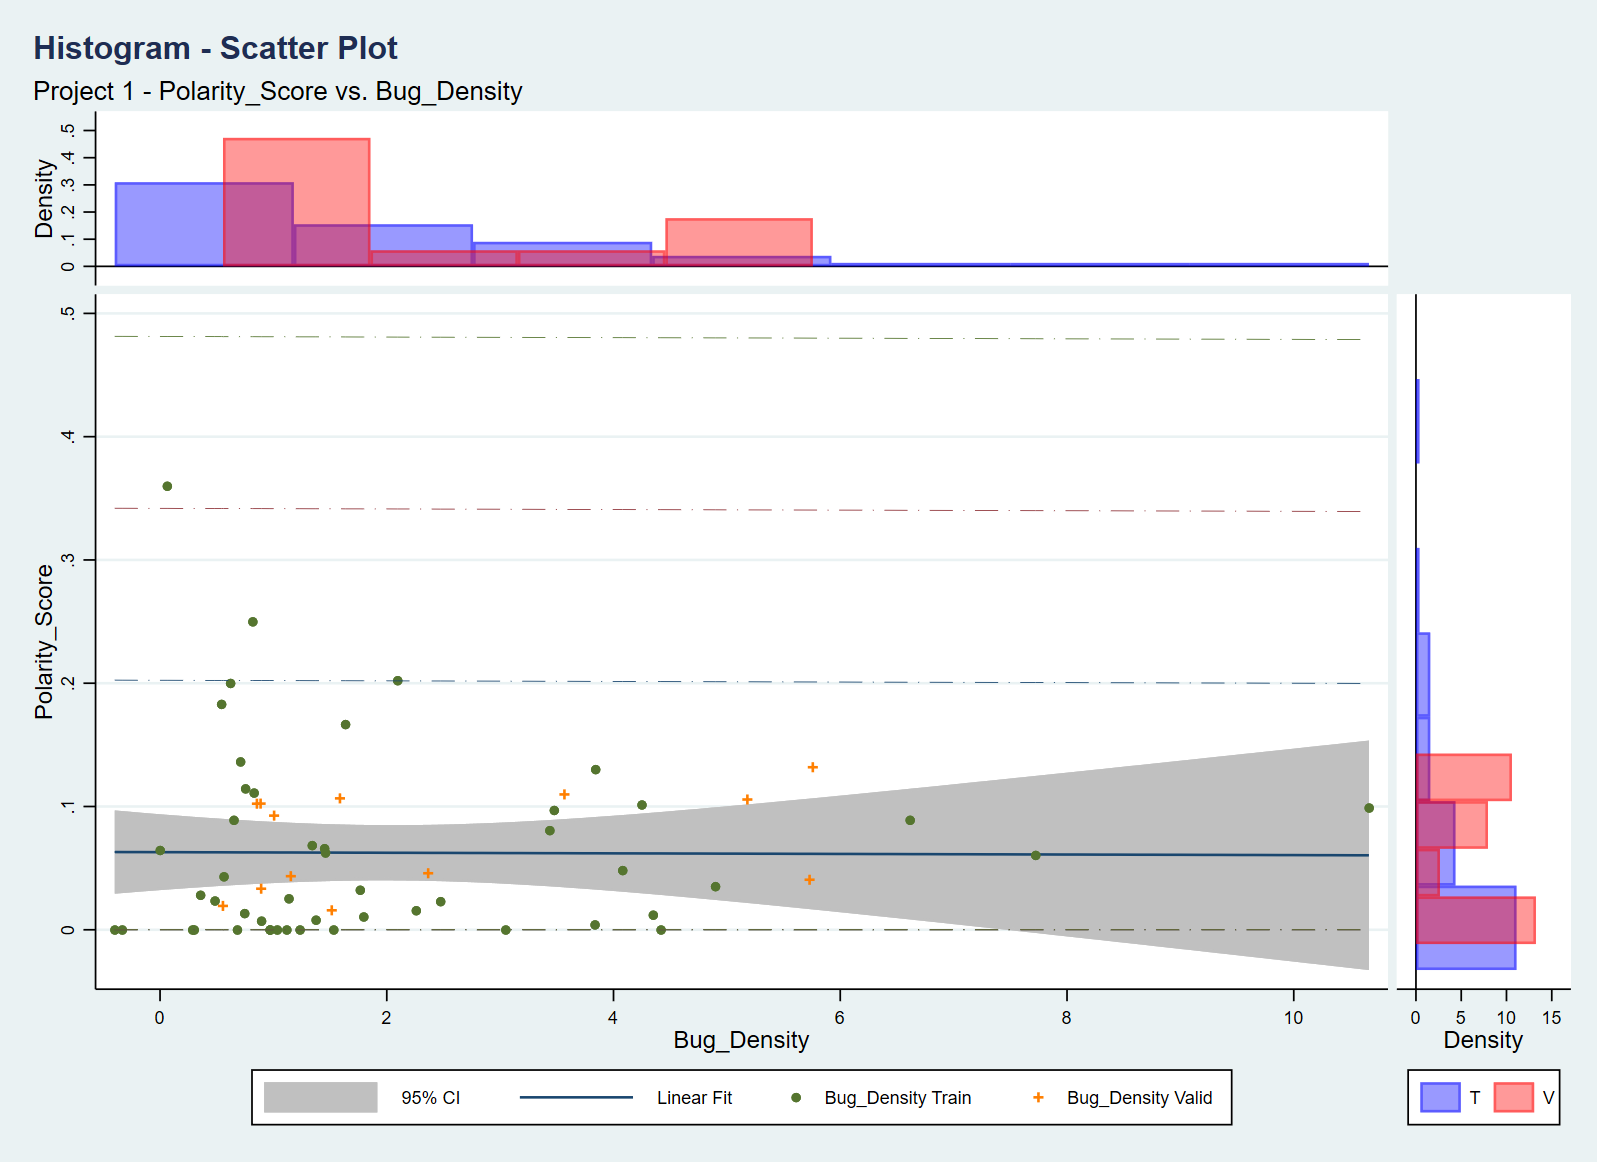 Histogram - Scatter Plot
Project 1 - Polarity_Score vs. Bug_Density
Density
.5
.4
.3
.2
.1
0
Polarity_Score
.5
.4
.3
.2
.1
0
0 2 4 6 8 10
Bug_Density
0 5 10 15
Density
95% CI Linear Fit Bug_Density Train Bug_Density Valid
T V